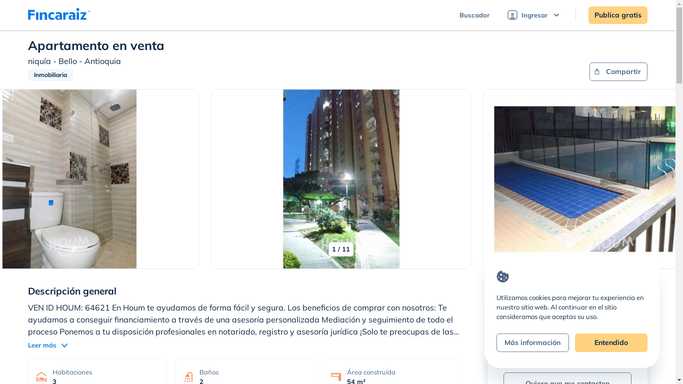 Fincaraiz
Buscador
Ingresar
Publica gratis
Apartamento en venta
niquia - Bello - Antioquia
Inmobiliaria
Compartir
1 / 11
Descripción general
VEN ID HOUM: 64621 En Houm te ayudamos de forma fácil y segura. Los beneficios de comprar con nosotros: Te
ayudamos a conseguir financiamiento a través de una asesoría personalizada Mediación y seguimiento de todo el
proceso Ponemos a tu disposición profesionales en notariado, registro y asesoría jurídica ¡Solo te preocupas de las...
Leer más
Habitaciones
3
Baños
2
Área construida
54 m²
Utilizamos cookies para mejorar tu experiencia en
nuestro sitio web. Al continuar en el sitio
consideramos que aceptas su uso.
Más información
Entendido
Quiero que me contacten